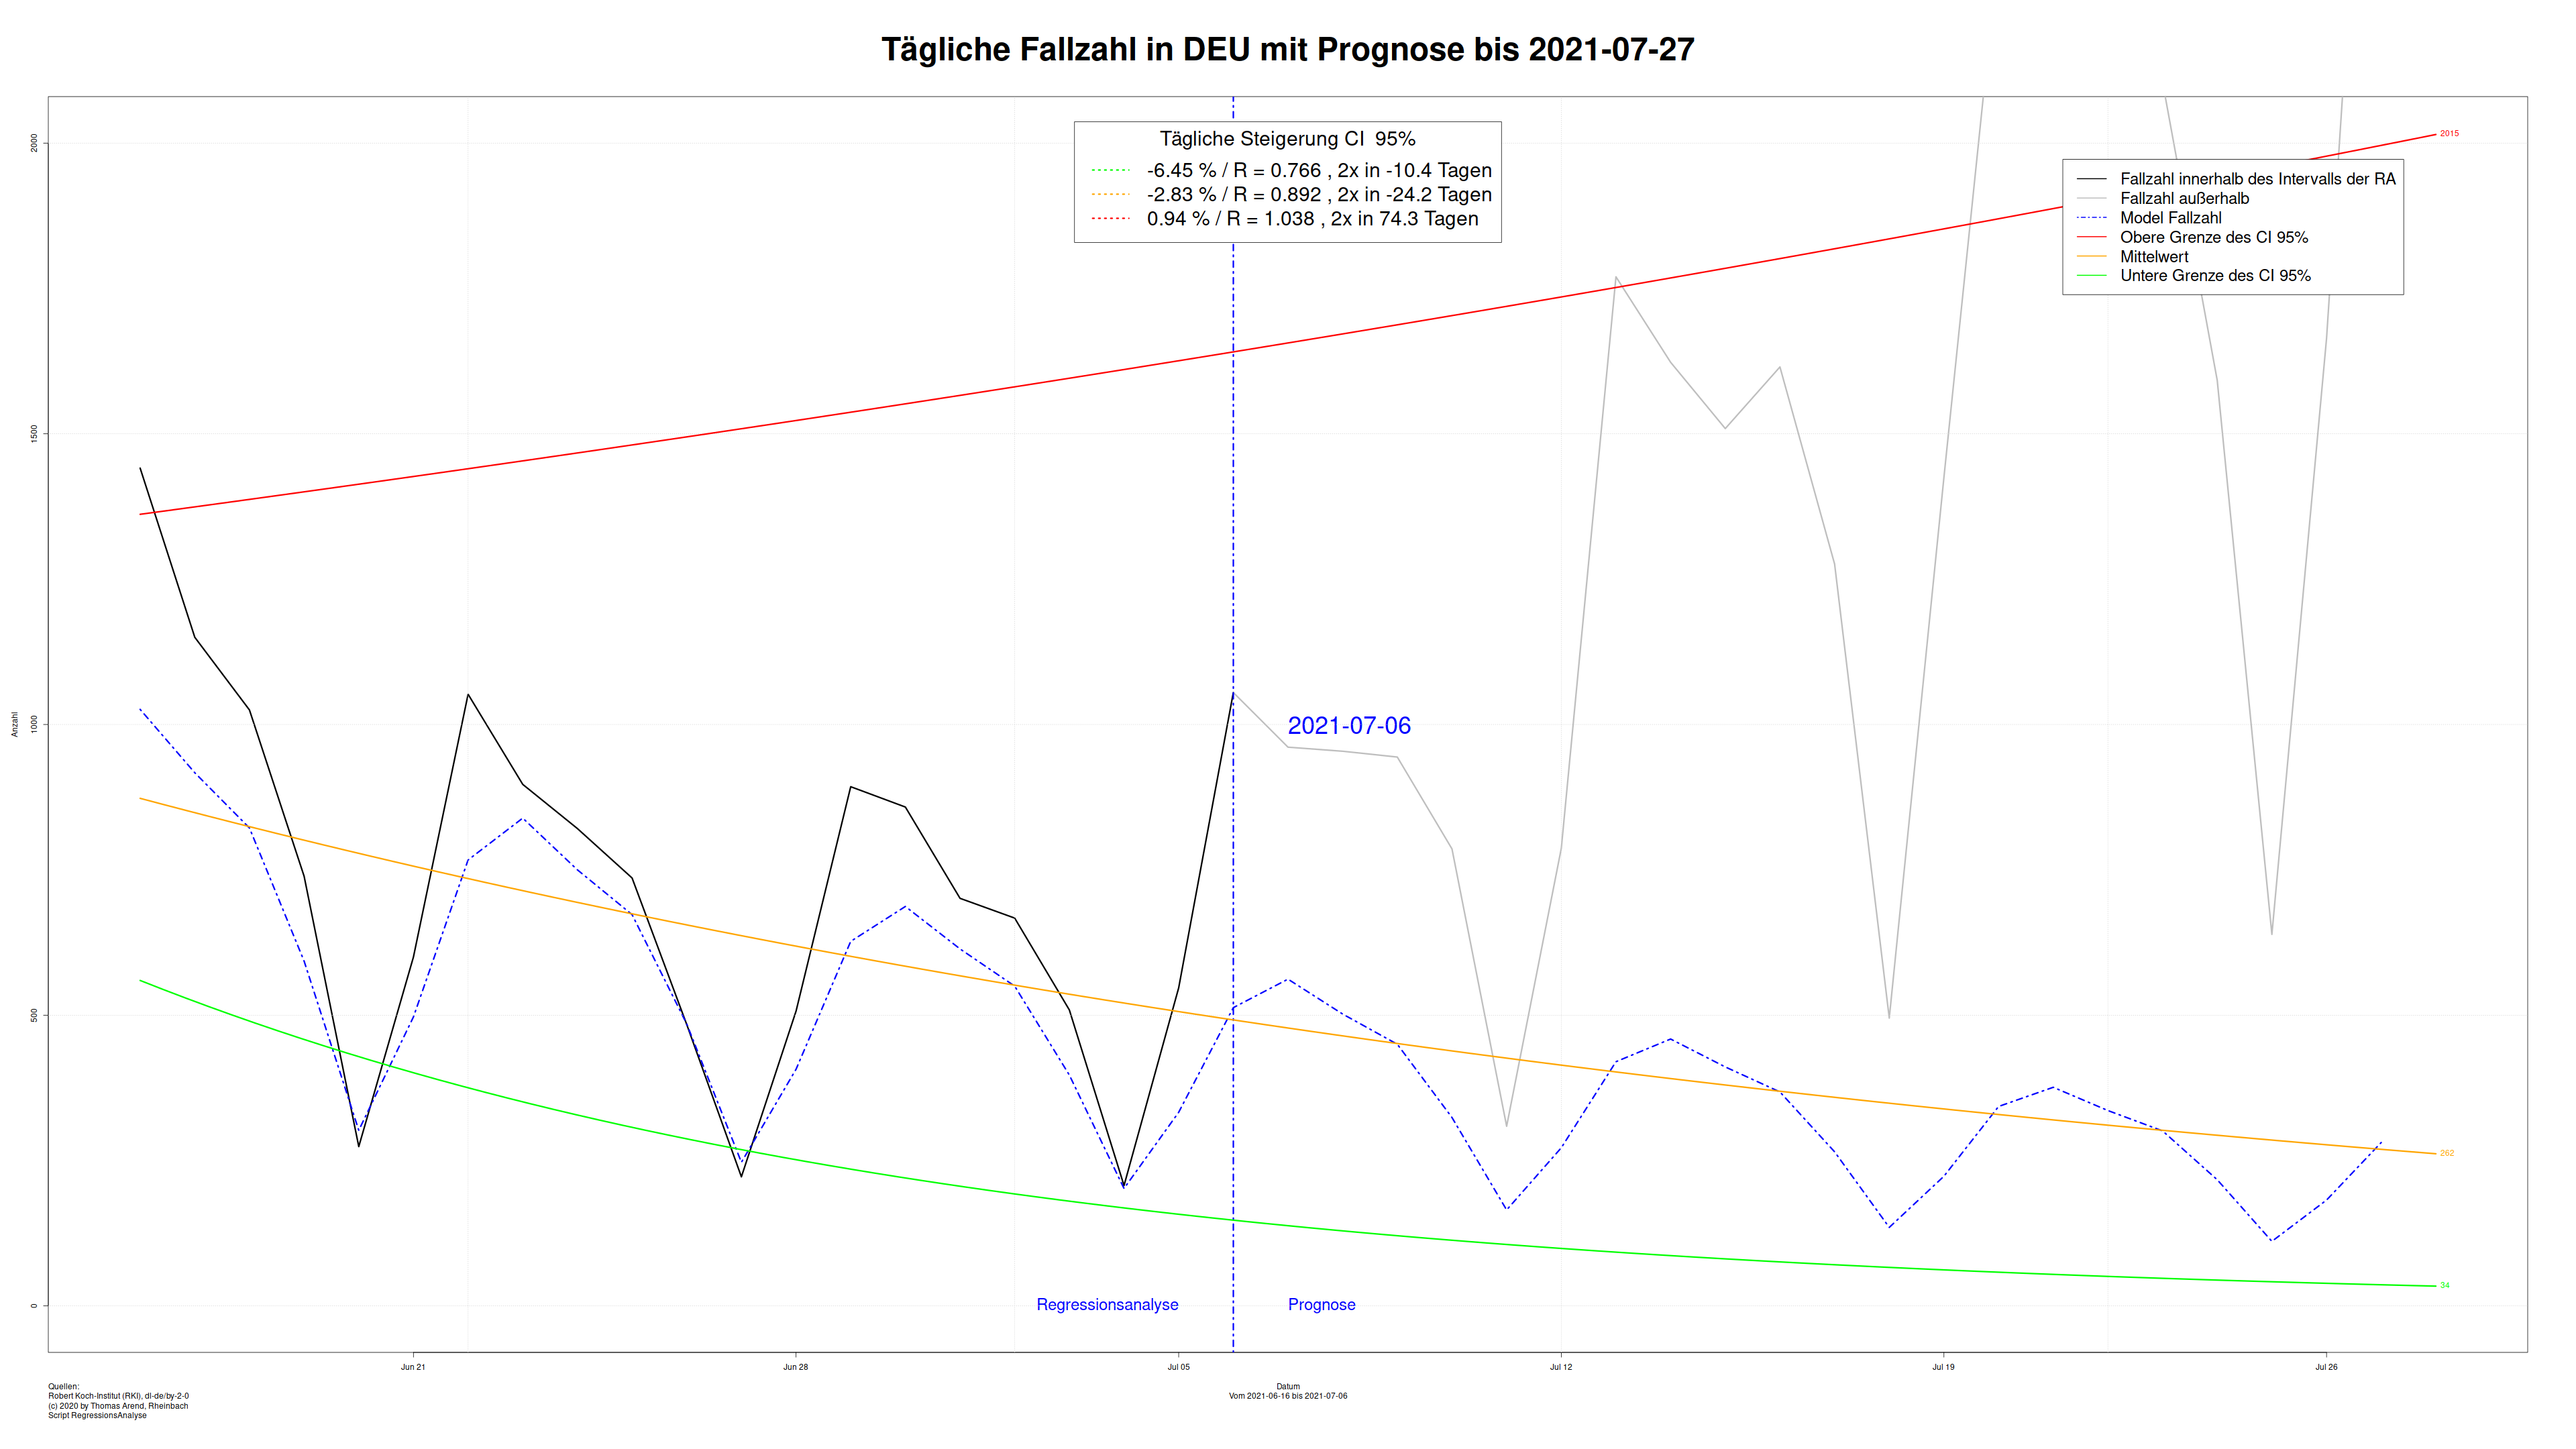 Tägliche Fallzahl in DEU mit Prognose bis 2021-07-27
Tägliche Steigerung CI  95%
-6.45 % / R = 0.766 , 2x in -10.4 Tagen
-2.83 % / R = 0.892 , 2x in -24.2 Tagen
0.94 % / R = 1.038 , 2x in 74.3 Tagen
2015
Fallzahl innerhalb des Intervalls der RA
Fallzahl außerhalb
Model Fallzahl
Obere Grenze des CI 95%
Mittelwert
Untere Grenze des CI 95%
2000
1500
1000
500
0
Anzahl
2021-07-06
262
34
Regressionsanalyse
Prognose
Jun 21
Jun 28
Jul 05
Jul 12
Jul 19
Jul 26
Datum
Vom 2021-06-16 bis 2021-07-06
Quellen:
Robert Koch-Institut (RKI), dl-de/by-2-0
(c) 2020 by Thomas Arend, Rheinbach
Script RegressionsAnalyse